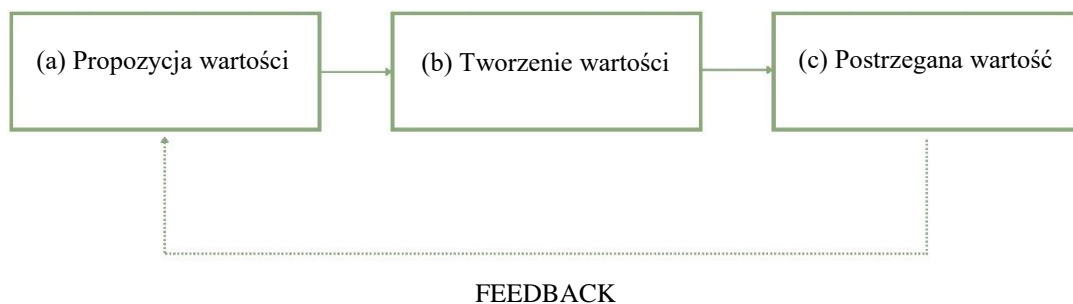 (a) Propozycja wartości
(b) Tworzenie wartości
(c) Postrzegana wartość
FEEDBACK